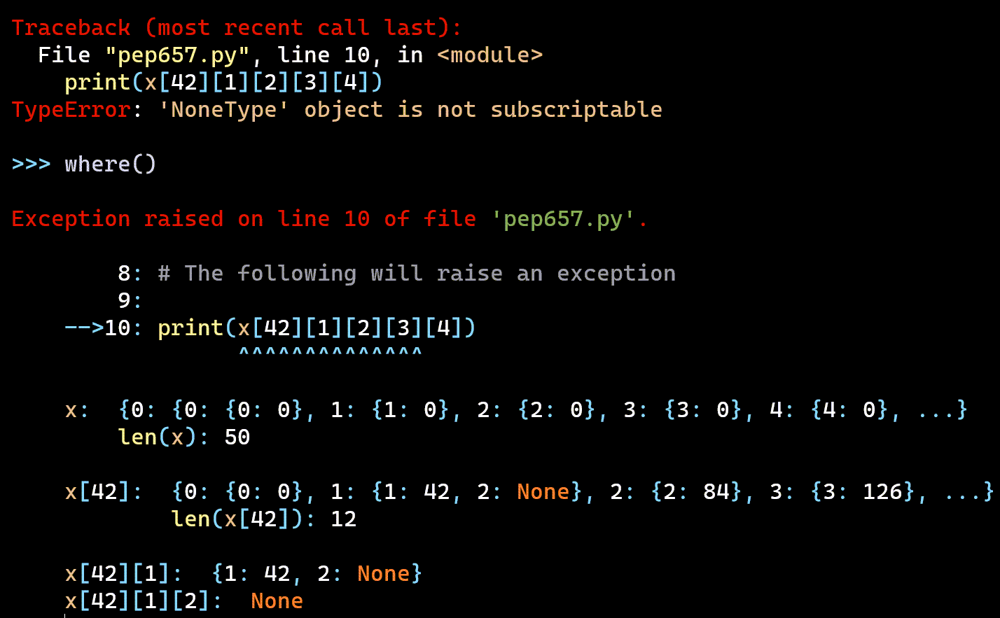 Traceback (most recent call last):
  File "pep657.py", line 10, in <module>
    print(x[42][1][2][3][4])
TypeError: 'NoneType' object is not subscriptable

>>> where()

Exception raised on line 10 of file 'pep657.py'.

        8: # The following will raise an exception
        9:
    -->10: print(x[42][1][2][3][4])
                 ^^^^^^^^^^^^^^

    x:  {0: {0: {0: 0}, 1: {1: 0}, 2: {2: 0}, 3: {3: 0}, 4: {4: 0}, ...}
        len(x): 50

    x[42]:  {0: {0: 0}, 1: {1: 42, 2: None}, 2: {2: 84}, 3: {3: 126}, ...}
            len(x[42]): 12

    x[42][1]:  {1: 42, 2: None}
    x[42][1][2]:  None